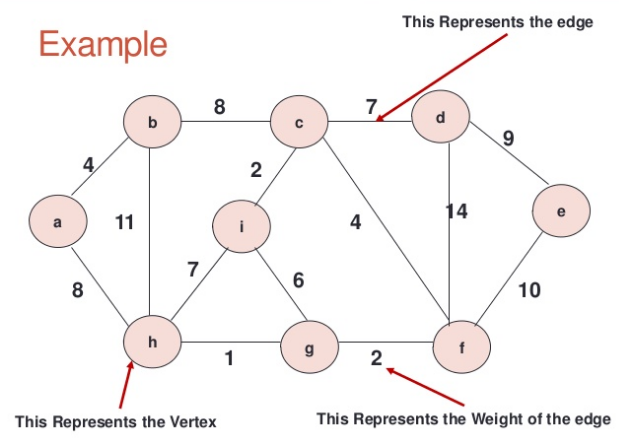 This Represents the edge
Example
b
8
c
7
d
9
4
2
a
11
i
4
14
e
8
7
6
10
h
1
g
2
f
This Represents the Vertex
This Represents the Weight of the edge